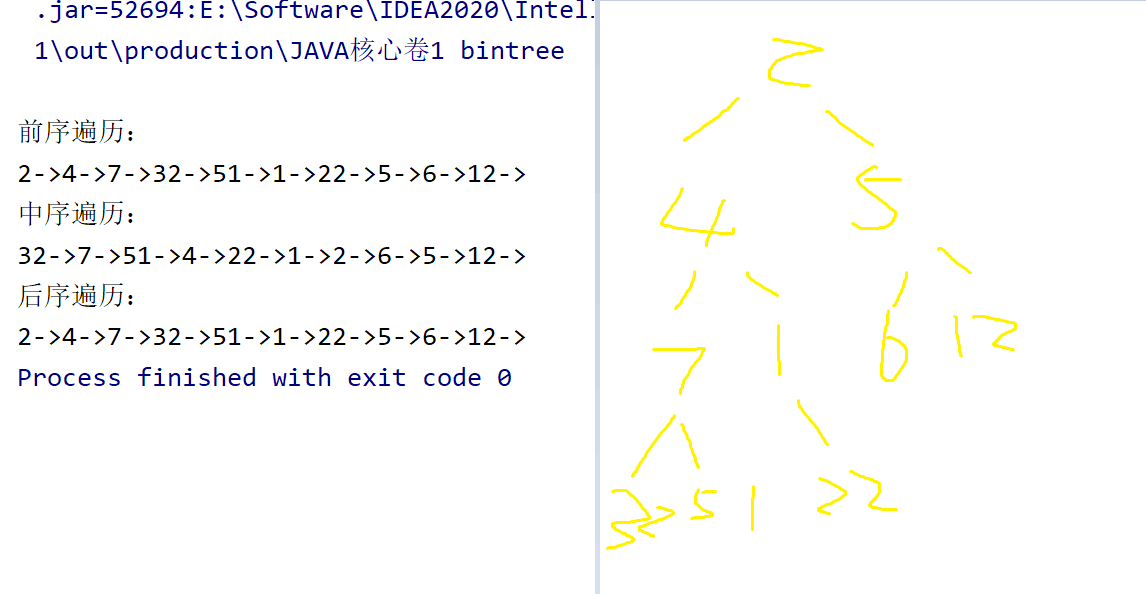 .jar=52694:E:\Software\IDEA2020\Intel
1\out\production\JAVA核心卷1 bintree
前序遍历:
2->4->7->32->51->1->22->5->6->12->
中序遍历:
32->7->51->4->22->1->2->6->5->12->
后序遍历:
2->4->7->32->51->1->22->5->6->12->
Process finished with exit code 0
2
4 5
7 1 6 12
32 51 22